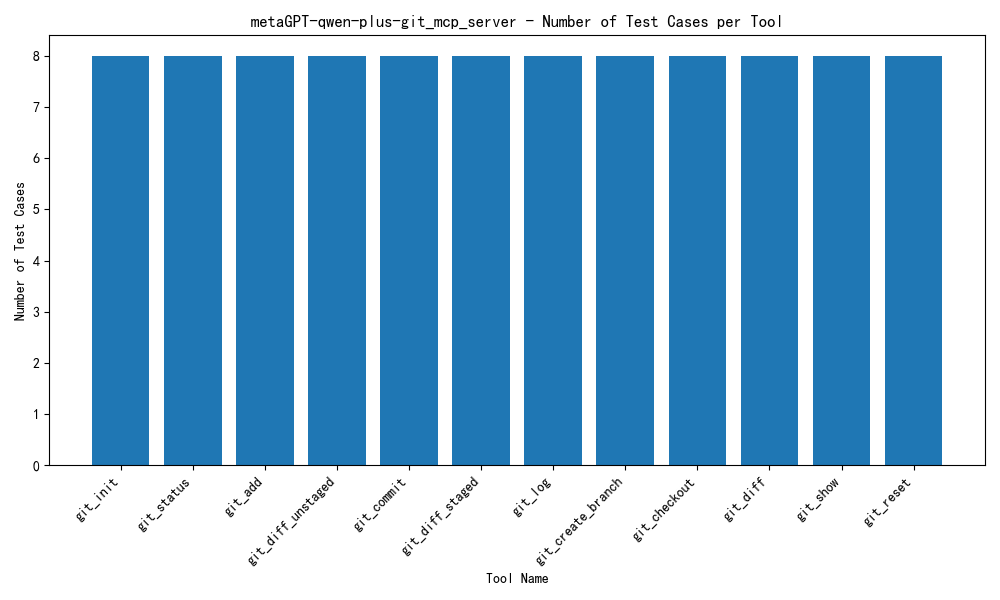 metaGPT-qwen-plus-git_mcp_server - Number of Test Cases per Tool
Number of Test Cases
8
7
6
5
4
3
2
1
0
git_init
git_status
git_add
git_diff_unstaged
git_commit
git_diff_staged
git_log
git_create_branch
git_checkout
git_diff
git_show
git_reset
Tool Name